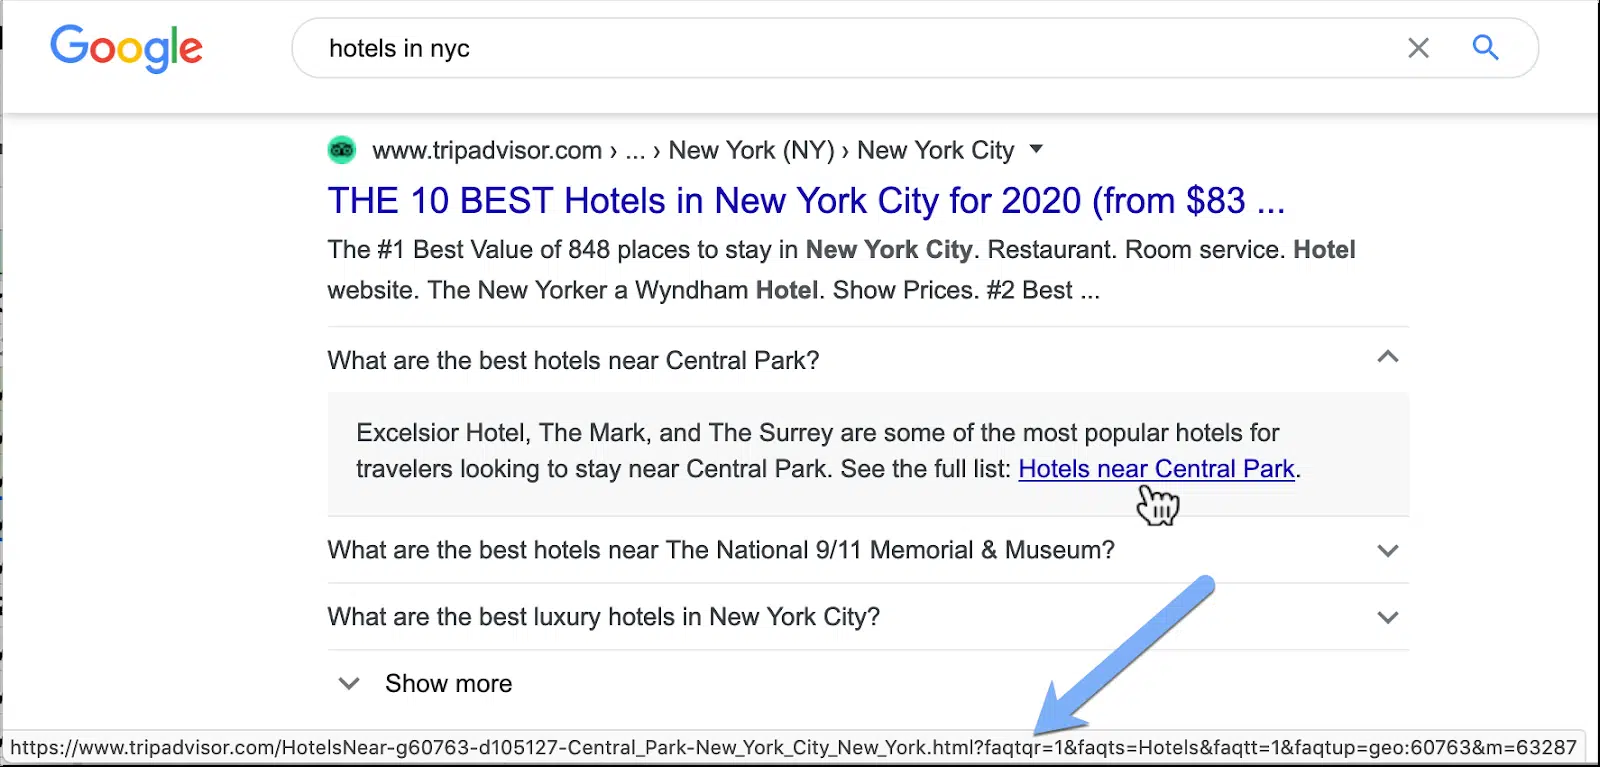 Google
hotels in nyc
www.tripadvisor.com › ... › New York (NY) › New York City
THE 10 BEST Hotels in New York City for 2020 (from $83 ...
The #1 Best Value of 848 places to stay in New York City. Restaurant. Room service. Hotel
website. The New Yorker a Wyndham Hotel. Show Prices. #2 Best ...
What are the best hotels near Central Park?
Excelsior Hotel, The Mark, and The Surrey are some of the most popular hotels for
travelers looking to stay near Central Park. See the full list: Hotels near Central Park.
What are the best hotels near The National 9/11 Memorial & Museum?
What are the best luxury hotels in New York City?
Show more
https://www.tripadvisor.com/HotelsNear-g60763-d105127-Central_Park-New_York_City_New_York.html?faqtqr=1&faqts=Hotels&faqtt=1&faqtup=geo:60763&m=63287